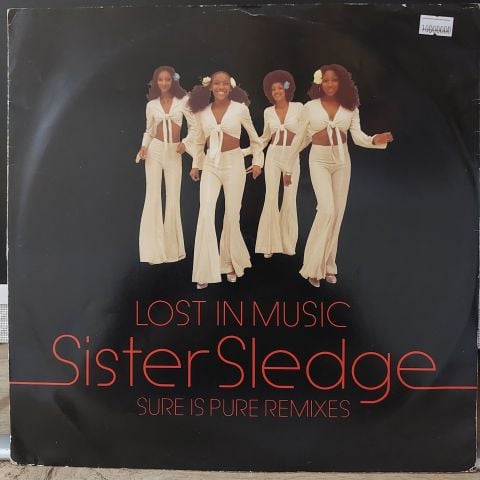 LOST IN MUSIC
Sister Sledge
SURE IS PURE REMIXES